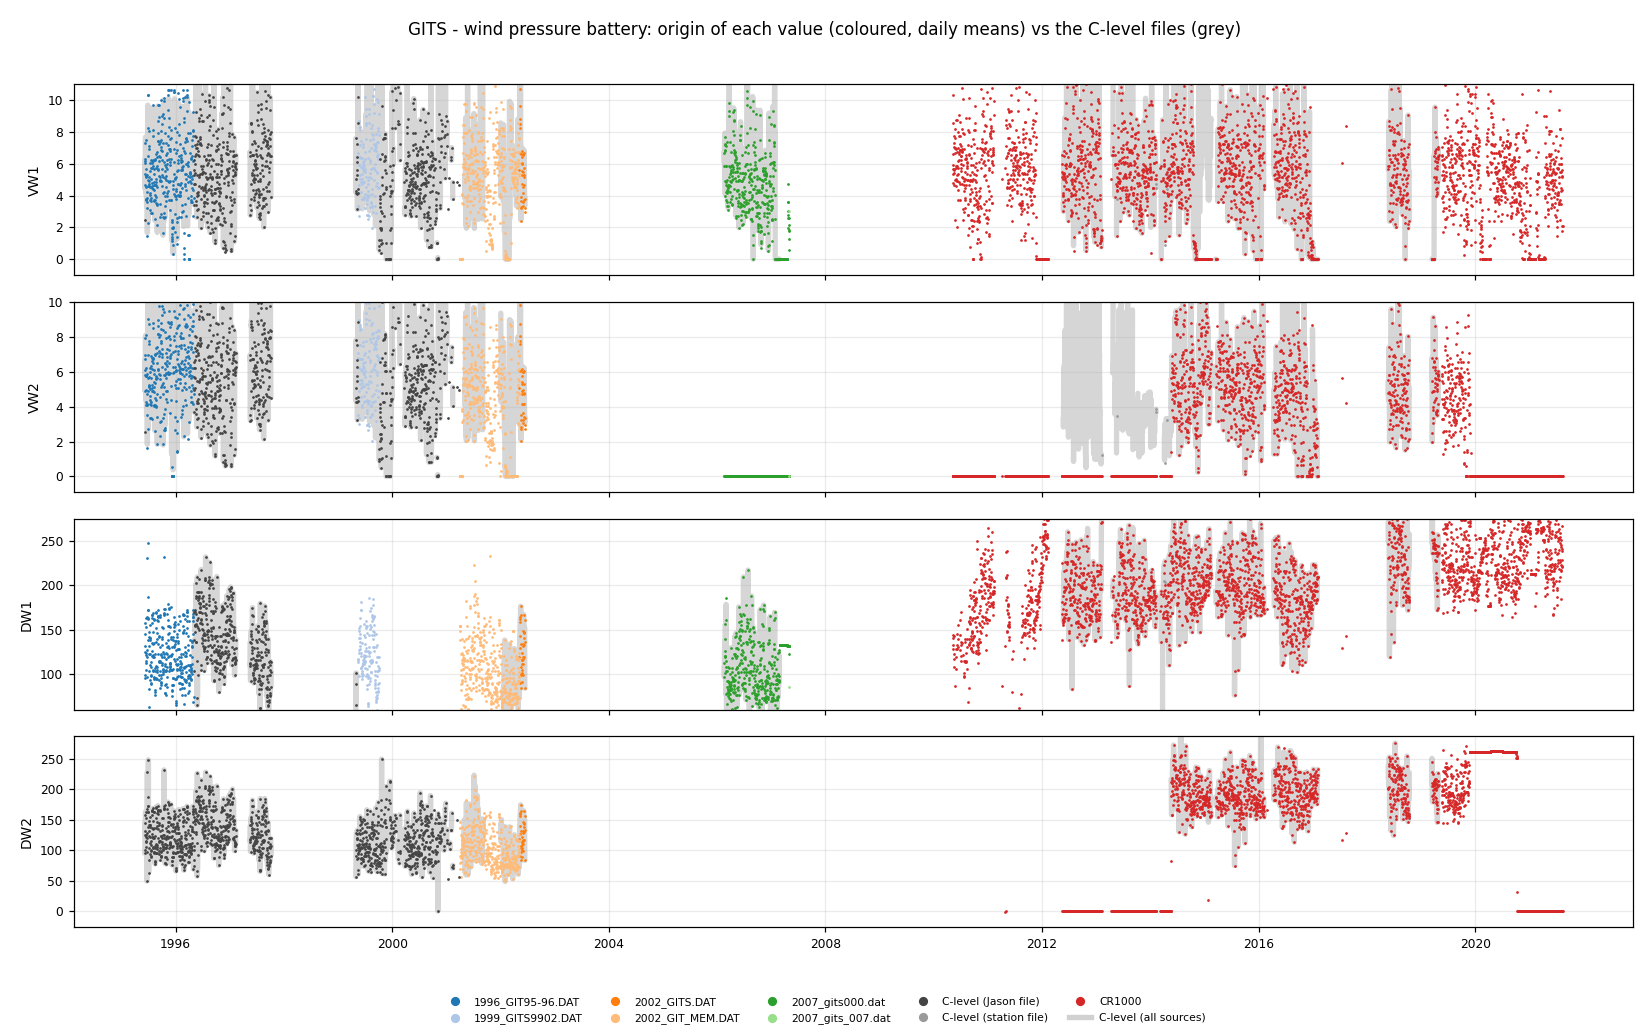 GITS - wind pressure battery: origin of each value (coloured, daily means) vs the C-level files (grey)
VW1
10
8
6
4
2
0
VW2
10
8
6
4
2
0
DW1
250
200
150
100
DW2
250
200
150
100
50
0
1996 2000 2004 2008 2012 2016 2020
1996_GIT95-96.DAT 2002_GITS.DAT 2007_gits000.dat C-level (Jason file) CR1000
1999_GITS9902.DAT 2002_GIT_MEM.DAT 2007_gits_007.dat C-level (station file) C-level (all sources)